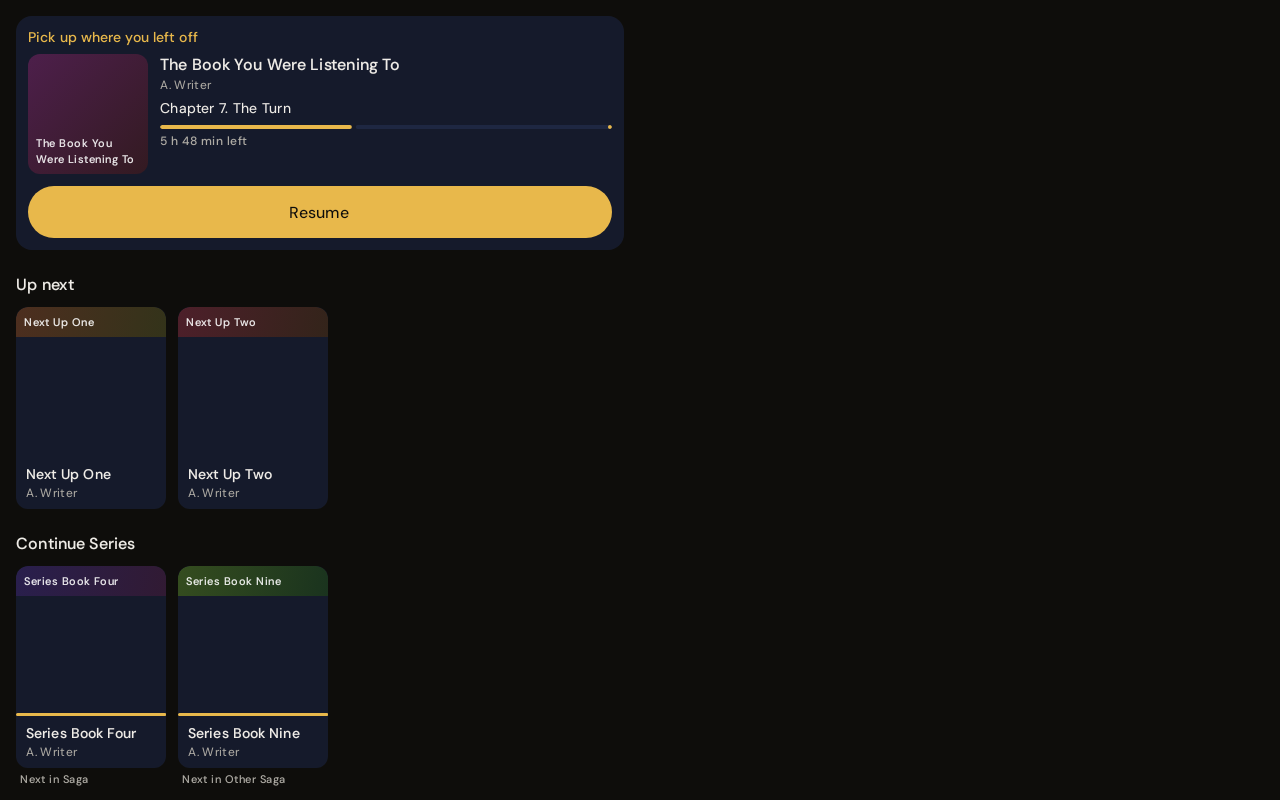 Pick up where you left off
The Book You Were Listening To
A. Writer
Chapter 7. The Turn
5 h 48 min left
The Book You
Were Listening To
Resume
Up next
Next Up One
Next Up Two
Next Up One
A. Writer
Next Up Two
A. Writer
Continue Series
Series Book Four
Series Book Nine
Series Book Four
A. Writer
Series Book Nine
A. Writer
Next in Saga
Next in Other Saga